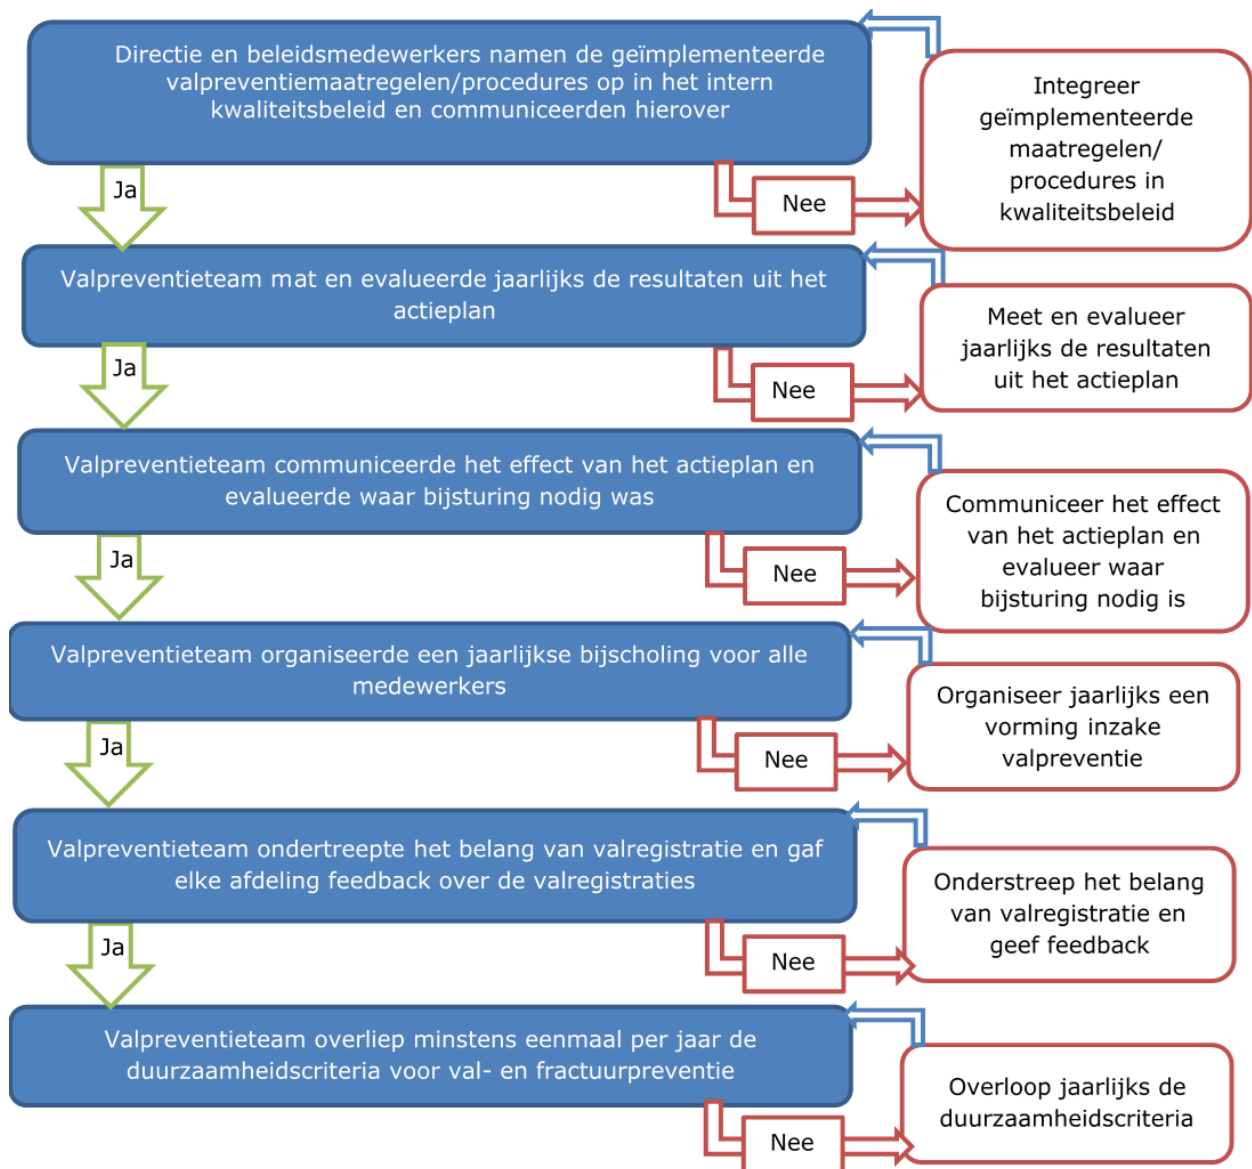 Directie en beleidsmedewerkers namen de geïmplementeerde
valpreventiemaatregelen/procedures op in het intern
kwaliteitsbeleid en communiceerden hierover
Integreer
geïmplementeerde
maatregelen/
procedures in
kwaliteitsbeleid
Ja
Nee
Valpreventieteam mat en evalueerde jaarlijks de resultaten uit het
actieplan
Meet en evalueer
jaarlijks de resultaten
uit het actieplan
Ja
Nee
Valpreventieteam communiceerde het effect van het actieplan en
evalueerde waar bijsturing nodig was
Communiceer het effect
van het actieplan en
evalueer waar
bijsturing nodig is
Ja
Nee
Valpreventieteam organiseerde een jaarlijkse bijscholing voor alle
medewerkers
Organiseer jaarlijks een
vorming inzake
valpreventie
Ja
Nee
Valpreventieteam ondertreepte het belang van valregistratie en gaf
elke afdeling feedback over de valregistraties
Onderstreep het belang
van valregistratie en
geef feedback
Ja
Nee
Valpreventieteam overliep minstens eenmaal per jaar de
duurzaamheidscriteria voor val- en fractuurpreventie
Overloop jaarlijks de
duurzaamheidscriteria
Nee